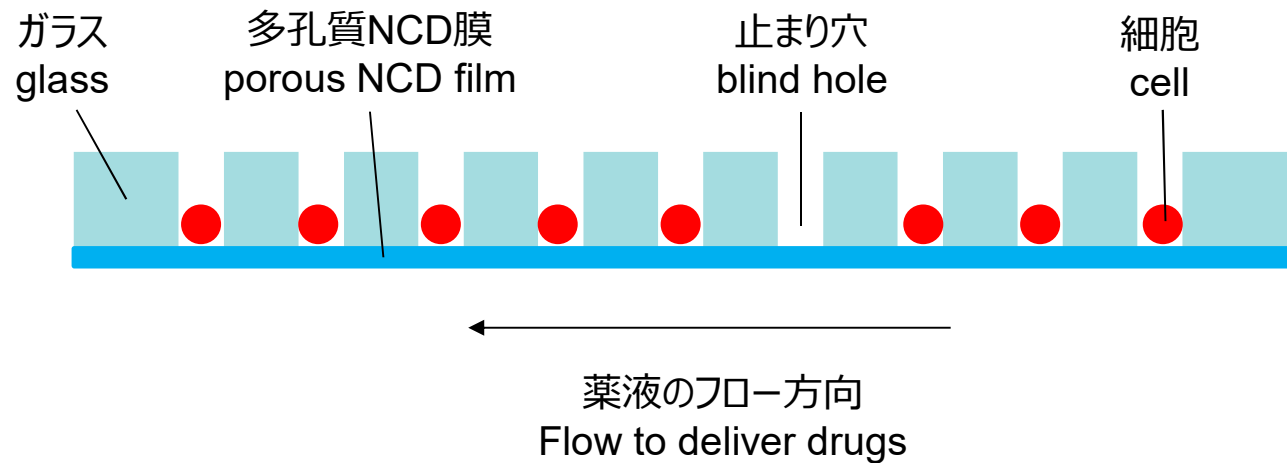 ガラス
glass
多孔質NCD膜
porous NCD film
止まり穴
blind hole
細胞
cell
薬液のフロー方向
Flow to deliver drugs